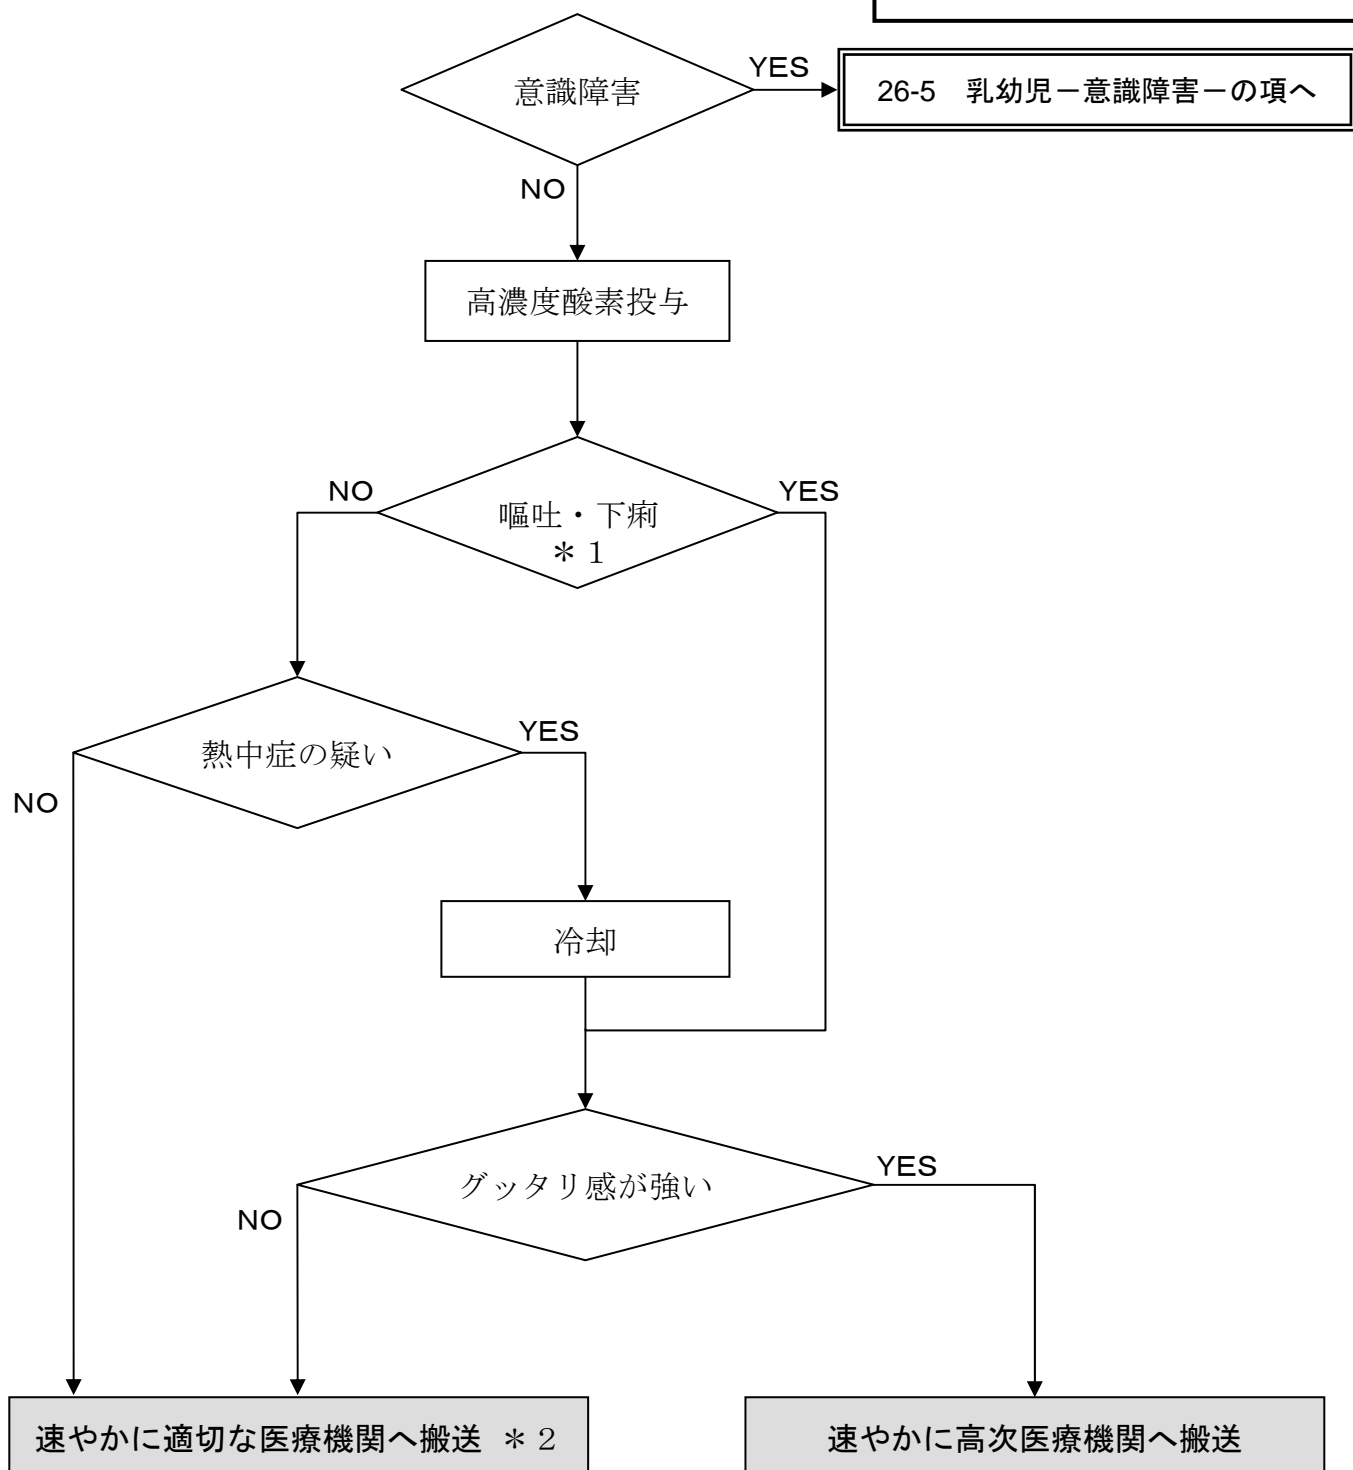 意識障害
YES
26-5　乳幼児－意識障害－の項へ
NO
高濃度酸素投与
NO
YES
嘔吐・下痢
＊１
熱中症の疑い
YES
NO
冷却
グッタリ感が強い
YES
NO
速やかに適切な医療機関へ搬送 ＊２
速やかに高次医療機関へ搬送